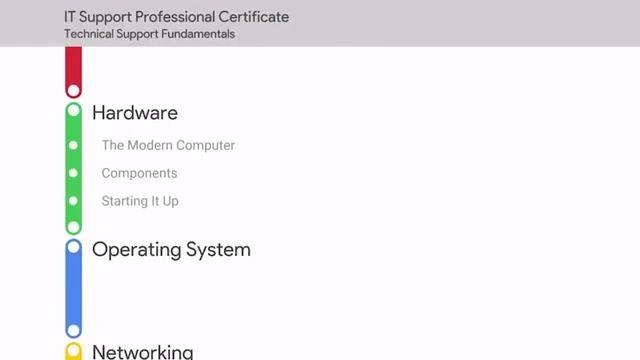 IT Support Professional Certificate
Technical Support Fundamentals
Hardware
The Modern Computer
Components
Starting It Up
Operating System
Networking